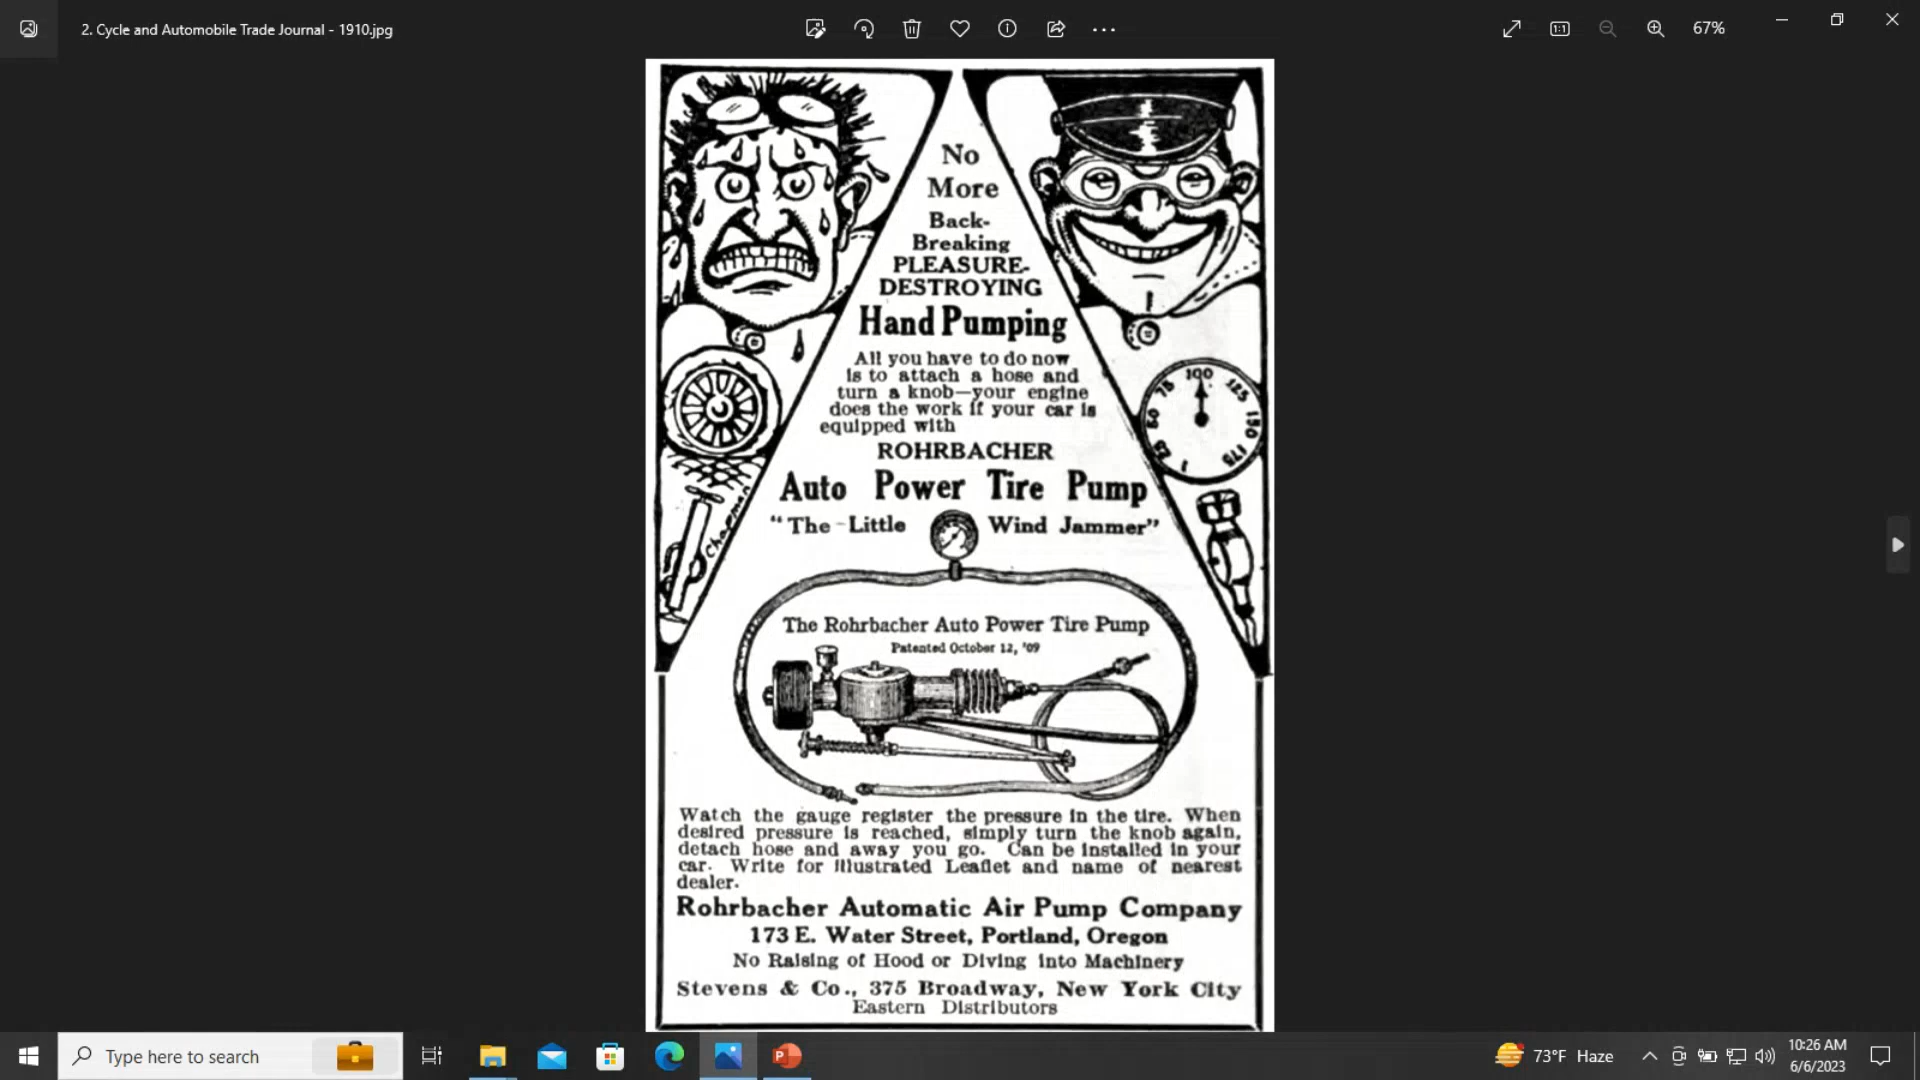 2. Cycle and Automobile Trade Journal - 1910.jpg
1:1
67%
No
More
Back-
Breaking
PLEASURE-
DESTROYING
Hand Pumping
All you have to do now
is to attach a hose and
turn a knob—your engine
does the work if your car is
equipped with
ROHRBACHER
Auto Power Tire Pump
"The Little Wind Jammer"
1 25 50 75 100 125 150 175
Chapman
The Rohrbacher Auto Power Tire Pump
Patented October 12, '09
Watch the gauge register the pressure in the tire. When
desired pressure is reached, simply turn the knob again,
detach hose and away you go. Can be installed in your
car. Write for Illustrated Leaflet and name of nearest
dealer.
Rohrbacher Automatic Air Pump Company
173 E. Water Street, Portland, Oregon
No Raising of Hood or Diving into Machinery
Stevens & Co., 375 Broadway, New York City
Eastern Distributors
Type here to search
P
73°F Haze
10:26 AM
6/6/2023